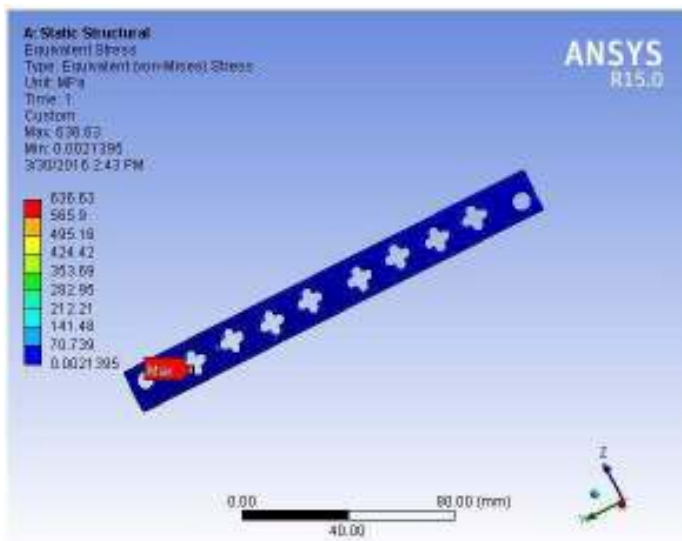 A: Static Structural
Equivalent Stress
Type: Equivalent (von-Mises) Stress
Unit: MPa
Time: 1
Custom
Max: 636.63
Min: 0.0021395
3/30/2016 2:43 PM
ANSYS
R15.0
636.63
565.9
495.16
424.42
353.69
282.95
212.21
141.48
70.739
0.0021395
Max
Z
0.00
80.00 (mm)
40.00